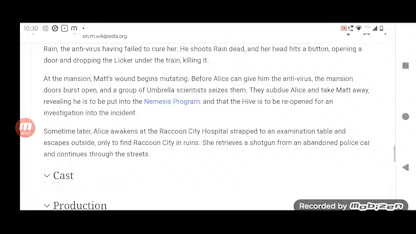 10:30
en.m.wikipedia.org
Rain, the anti-virus having failed to cure her. He shoots Rain dead, and her head hits a button, opening a
door and dropping the Licker under the train, killing it.
At the mansion, Matt's wound begins mutating. Before Alice can give him the anti-virus, the mansion
doors burst open, and a group of Umbrella scientists seizes them. They subdue Alice and take Matt away,
revealing he is to be put into the Nemesis Program. and that the Hive is to be re-opened for an
investigation into the incident.
Sometime later, Alice awakens at the Raccoon City Hospital strapped to an examination table and
escapes outside, only to find Raccoon City in ruins. She retrieves a shotgun from an abandoned police car
and continues through the streets.
Cast
Production
Recorded by Mobizen